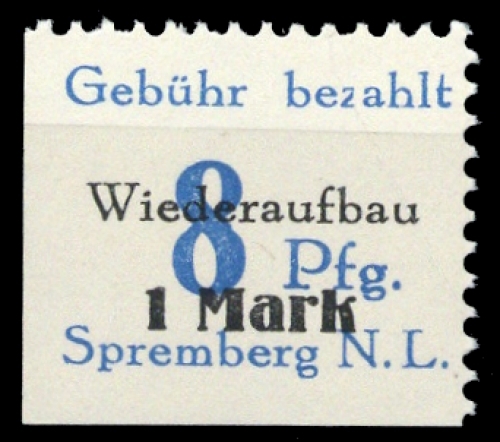 Gebühr bezahlt
Wiederaufbau
8 Pfg.
1 Mark
Spremberg N.L.